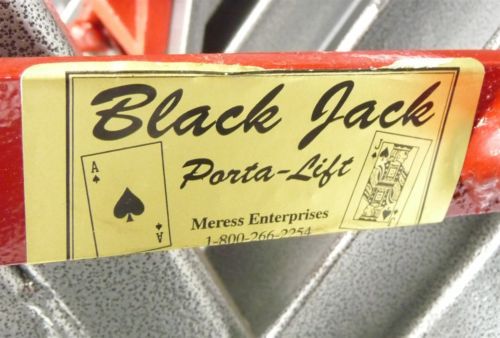 Black Jack
Porta-Lift
Meress Enterprises
1-800-266-2254
A
A
J